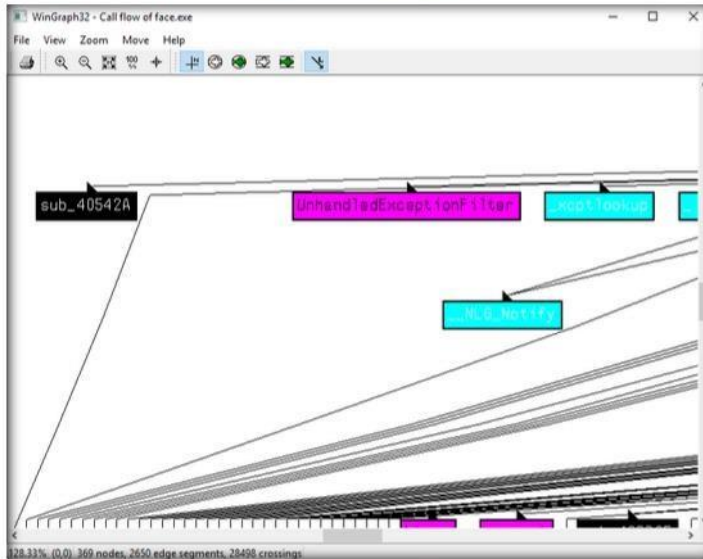 WinGraph32 - Call flow of face.exe
File View Zoom Move Help
100 %
sub_40542A
UnhandledExceptionFilter
_xcptlookup
__NLG_Notify
128.33% (0,0) 369 nodes, 2650 edge segments, 28498 crossings